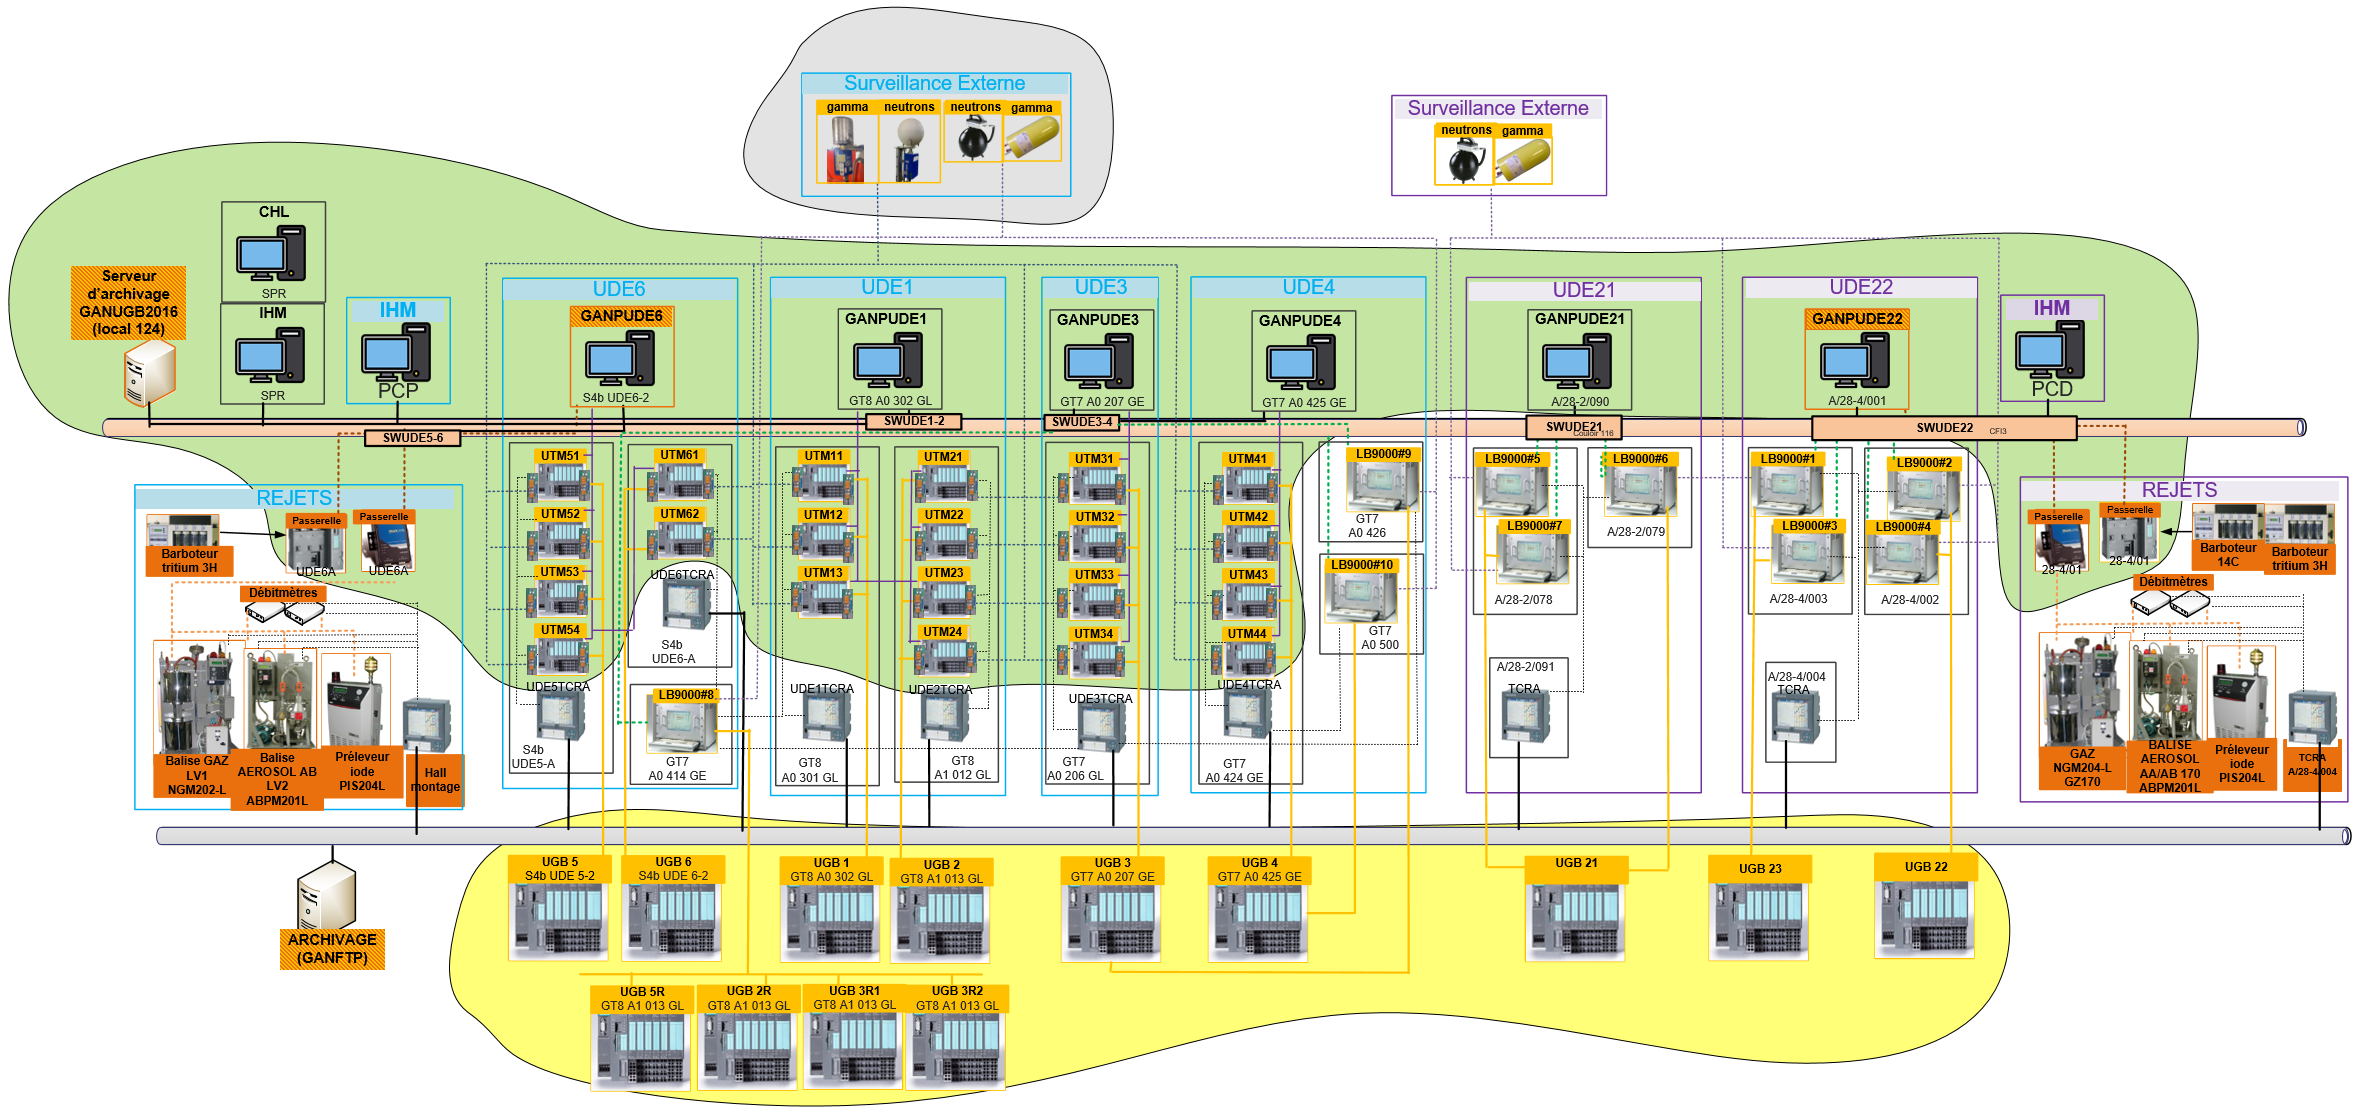 Surveillance Externe
gamma
neutrons
neutrons
gamma
Surveillance Externe
neutrons
gamma
CHL
SPR
Serveur
d'archivage
GANUGB2016
(local 124)
IHM
SPR
IHM
PCP
UDE6
GANPUDE6
S4b UDE6-2
UDE1
GANPUDE1
GT8 A0 302 GL
UDE3
GANPUDE3
GT7 A0 207 GE
UDE4
GANPUDE4
GT7 A0 425 GE
UDE21
GANPUDE21
A/28-2/090
UDE22
GANPUDE22
A/28-4/001
IHM
PCD
SWUDE5-6
SWUDE1-2
SWUDE3-4
SWUDE21
Couloir 116
SWUDE22
CFI3
REJETS
Passerelle
UDE6A
Passerelle
UDE6A
Barboteur
tritium 3H
Débitmètres
Balise GAZ
LV1
NGM202-L
Balise
AEROSOL AB
LV2
ABPM201L
Préleveur
iode
PIS204L
Hall
montage
UTM51
UTM52
UTM53
UTM54
UDE5TCRA
S4b
UDE5-A
UTM61
UTM62
UDE6TCRA
S4b
UDE6-A
LB9000#8
GT7
A0 414 GE
UTM11
UTM12
UTM13
UDE1TCRA
GT8
A0 301 GL
UTM21
UTM22
UTM23
UTM24
UDE2TCRA
GT8
A1 012 GL
UTM31
UTM32
UTM33
UTM34
UDE3TCRA
GT7
A0 206 GL
UTM41
UTM42
UTM43
UTM44
UDE4TCRA
GT7
A0 424 GE
LB9000#9
GT7
A0 426
LB9000#10
GT7
A0 500
LB9000#5
LB9000#7
A/28-2/078
LB9000#6
A/28-2/079
A/28-2/091
TCRA
LB9000#1
LB9000#3
A/28-4/003
LB9000#2
LB9000#4
A/28-4/002
A/28-4/004
TCRA
REJETS
Passerelle
28-4/01
Passerelle
28-4/01
Barboteur
14C
Barboteur
tritium 3H
Débitmètres
GAZ
NGM204-L
GZ170
BALISE
AEROSOL
AA/AB 170
ABPM201L
Préleveur
iode
PIS204L
TCRA
A/28-4/004
ARCHIVAGE
(GANFTP)
UGB 5
S4b UDE 5-2
UGB 6
S4b UDE 6-2
UGB 1
GT8 A0 302 GL
UGB 2
GT8 A1 013 GL
UGB 3
GT7 A0 207 GE
UGB 4
GT7 A0 425 GE
UGB 21
UGB 23
UGB 22
UGB 5R
GT8 A1 013 GL
UGB 2R
GT8 A1 013 GL
UGB 3R1
GT8 A1 013 GL
UGB 3R2
GT8 A1 013 GL